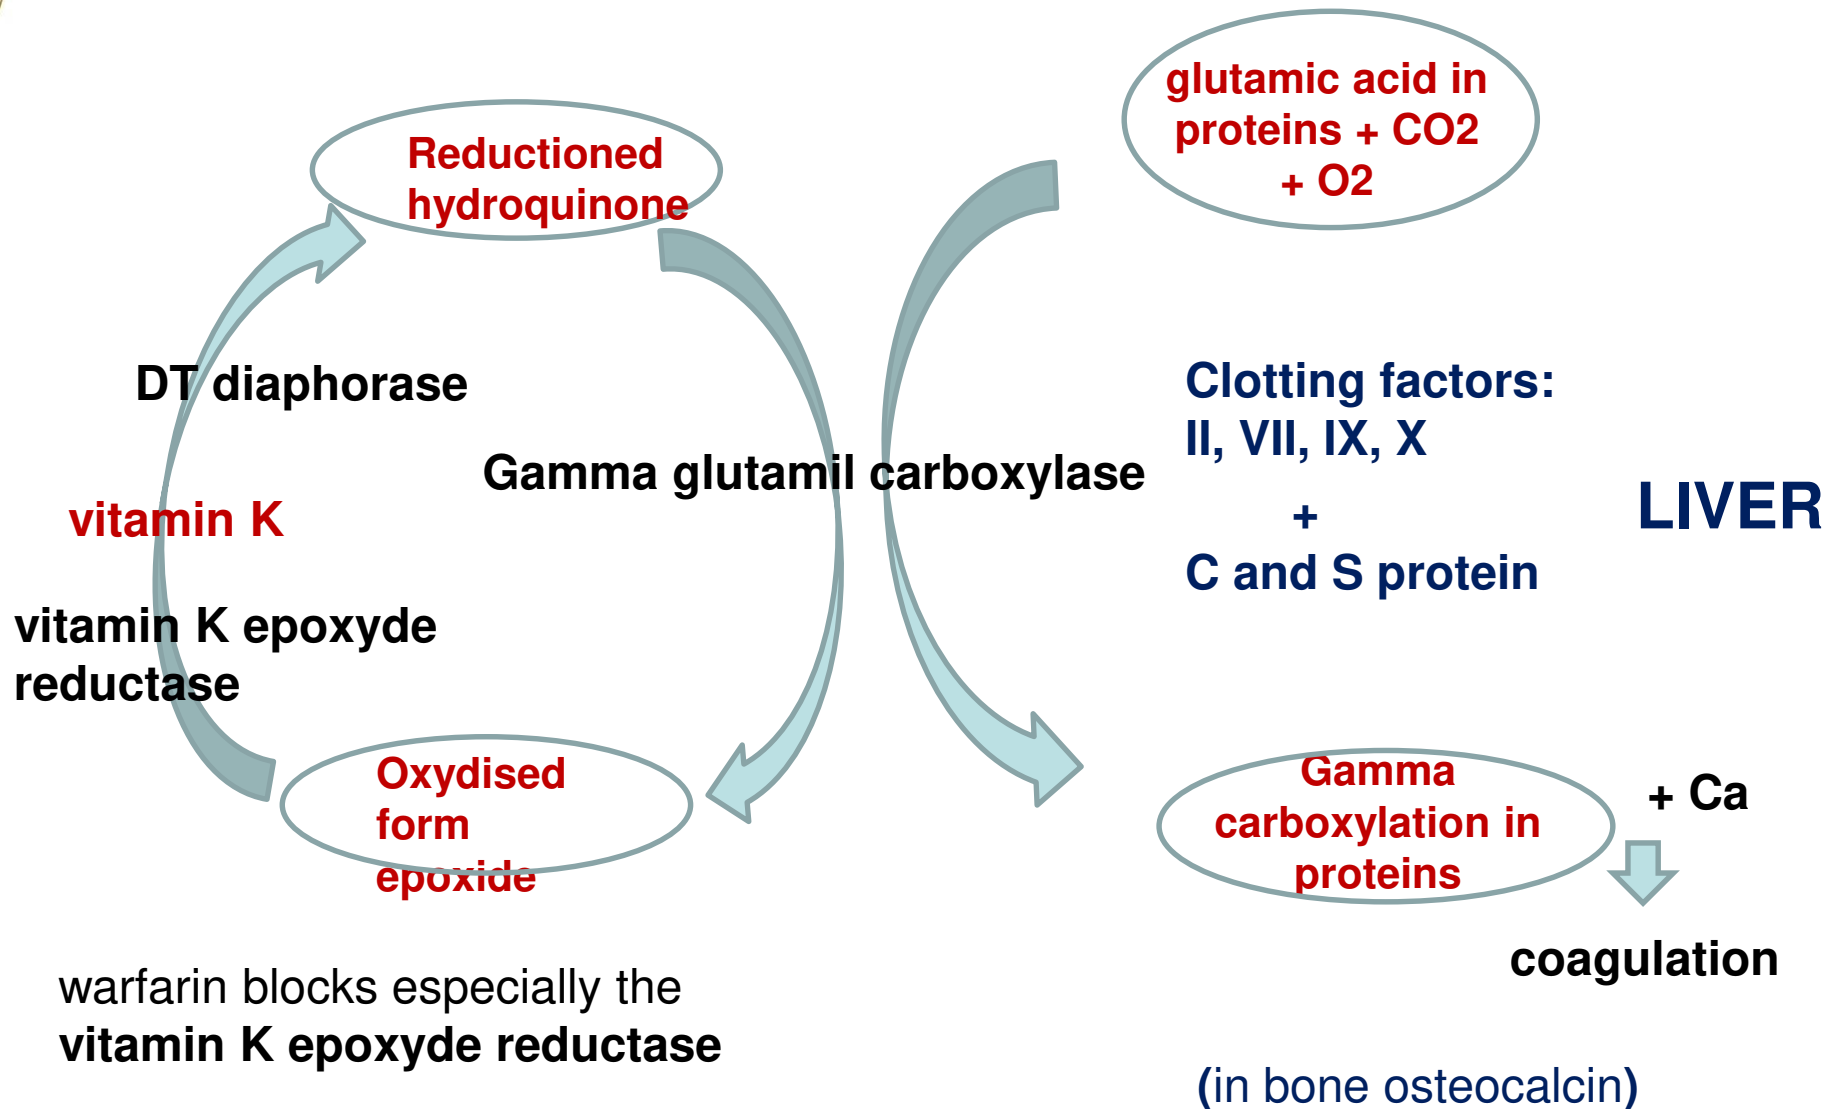 glutamic acid in
proteins + CO2
+ O2
Reductioned
hydroquinone
DT diaphorase
Clotting factors:
II, VII, IX, X
Gamma glutamil carboxylase
vitamin K
+
LIVER
C and S protein
vitamin K epoxyde
reductase
Oxydised
form
epoxide
Gamma
carboxylation in
proteins
+ Ca
coagulation
warfarin blocks especially the
vitamin K epoxyde reductase
(in bone osteocalcin)